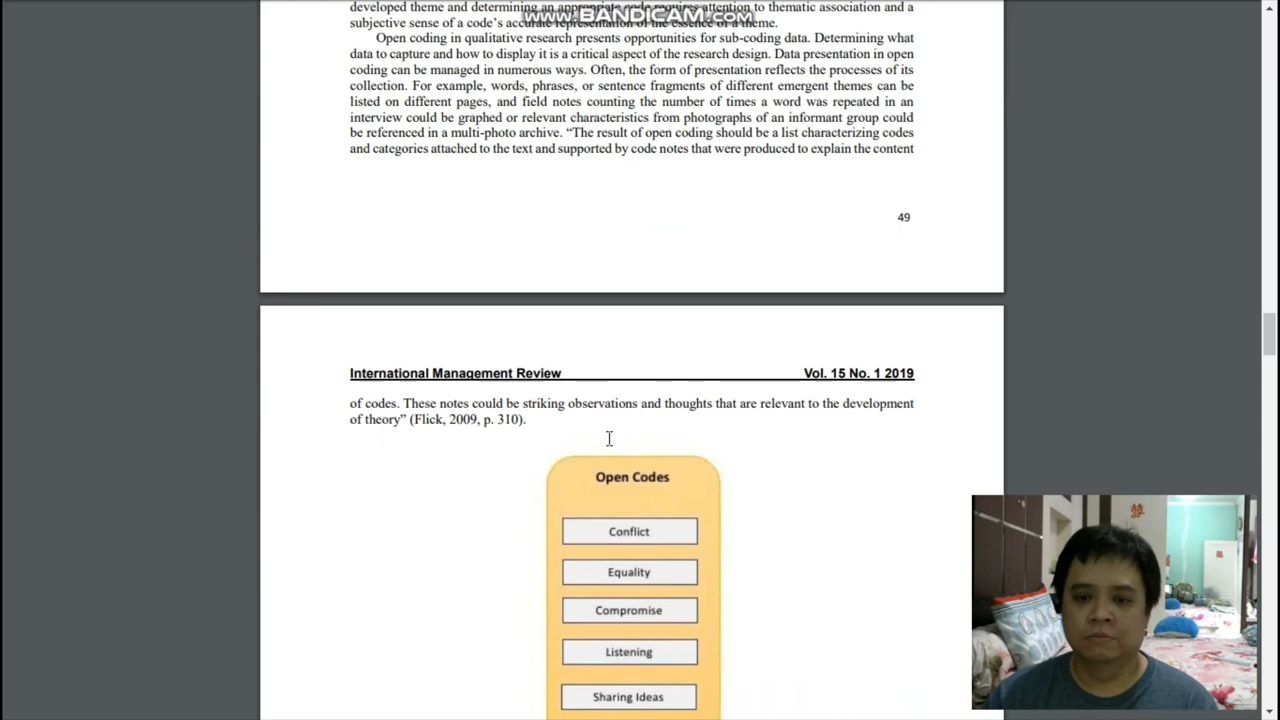 developed theme and determining an appropriate code requires attention to thematic association and a
www.BANDICAM.com
subjective sense of a code's accurate representation of the essence of a theme.
Open coding in qualitative research presents opportunities for sub-coding data. Determining what
data to capture and how to display it is a critical aspect of the research design. Data presentation in open
coding can be managed in numerous ways. Often, the form of presentation reflects the processes of its
collection. For example, words, phrases, or sentence fragments of different emergent themes can be
listed on different pages, and field notes counting the number of times a word was repeated in an
interview could be graphed or relevant characteristics from photographs of an informant group could
be referenced in a multi-photo archive. “The result of open coding should be a list characterizing codes
and categories attached to the text and supported by code notes that were produced to explain the content
49
International Management Review Vol. 15 No. 1 2019
of codes. These notes could be striking observations and thoughts that are relevant to the development
of theory” (Flick, 2009, p. 310).
Open Codes
Conflict
Equality
Compromise
Listening
Sharing Ideas